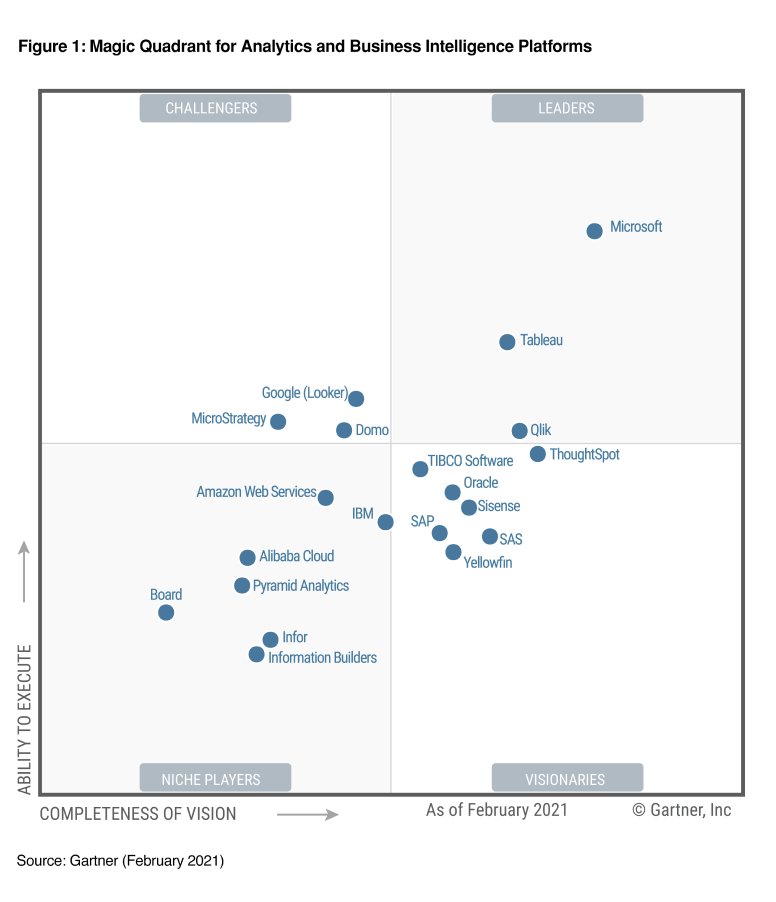 Figure 1: Magic Quadrant for Analytics and Business Intelligence Platforms
CHALLENGERS
LEADERS
Microsoft
Tableau
Google (Looker)
MicroStrategy
Domo
Qlik
ThoughtSpot
TIBCO Software
Oracle
Amazon Web Services
Sisense
IBM
SAP
SAS
Alibaba Cloud
Yellowfin
Pyramid Analytics
Board
Infor
Information Builders
ABILITY TO EXECUTE
NICHE PLAYERS
VISIONARIES
COMPLETENESS OF VISION
As of February 2021
© Gartner, Inc
Source: Gartner (February 2021)